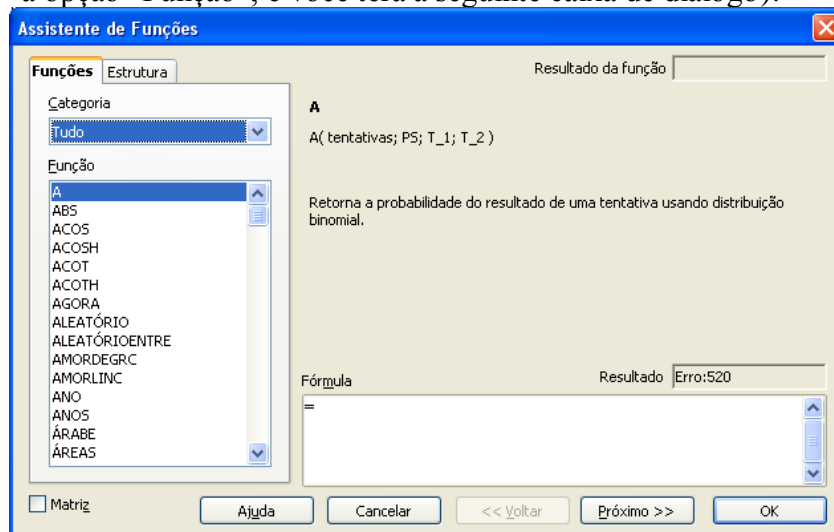 a opção "Função", e você terá a seguinte caixa de diálogo):
Assistente de Funções
Funções Estrutura
Resultado da função
Categoria
Tudo
Função
A
ABS
ACOS
ACOSH
ACOT
ACOTH
AGORA
ALEATÓRIO
ALEATÓRIOENTRE
AMORDEGRC
AMORLINC
ANO
ANOS
ÁRABE
ÁREAS
A
A( tentativas; PS; T_1; T_2 )
Retorna a probabilidade do resultado de uma tentativa usando distribuição
binomial.
Fórmula
Resultado Erro:520
=
Matriz
Ajuda Cancelar << Voltar Próximo >> OK